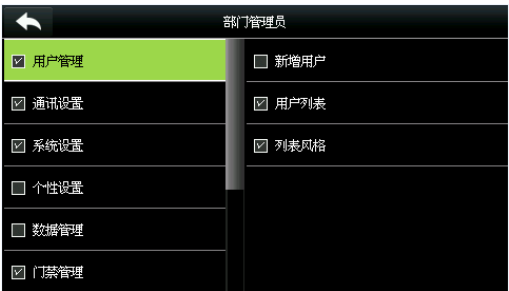 部门管理员
用户管理
通讯设置
系统设置
个性设置
数据管理
门禁管理
新增用户
用户列表
列表风格